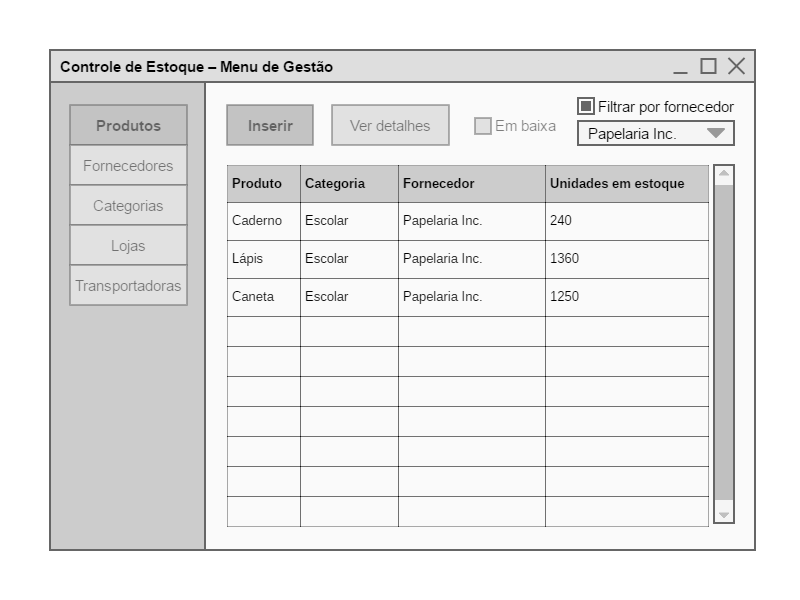 Controle de Estoque – Menu de Gestão
Produtos
Fornecedores
Categorias
Lojas
Transportadoras
Inserir
Ver detalhes
Em baixa
Filtrar por fornecedor
Papelaria Inc.
Produto Categoria Fornecedor Unidades em estoque
Caderno Escolar Papelaria Inc. 240
Lápis Escolar Papelaria Inc. 1360
Caneta Escolar Papelaria Inc. 1250